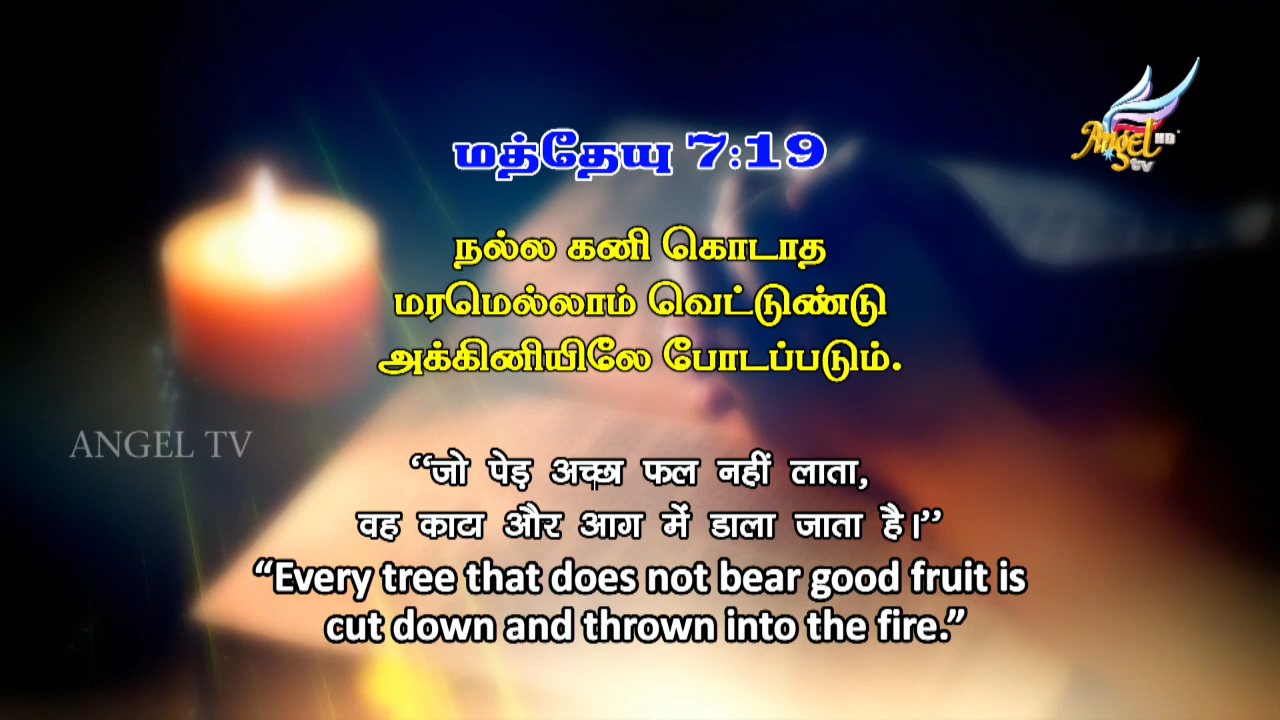 மத்தேயு 7:19
Angel HD
tv
நல்ல கனி கொடாத
மரமெல்லாம் வெட்டுண்டு
அக்கினியிலே போடப்படும்.
ANGEL TV
“जो पेड़ अच्छा फल नहीं लाता,
वह काटा और आग में डाला जाता है।”
“Every tree that does not bear good fruit is
cut down and thrown into the fire.”